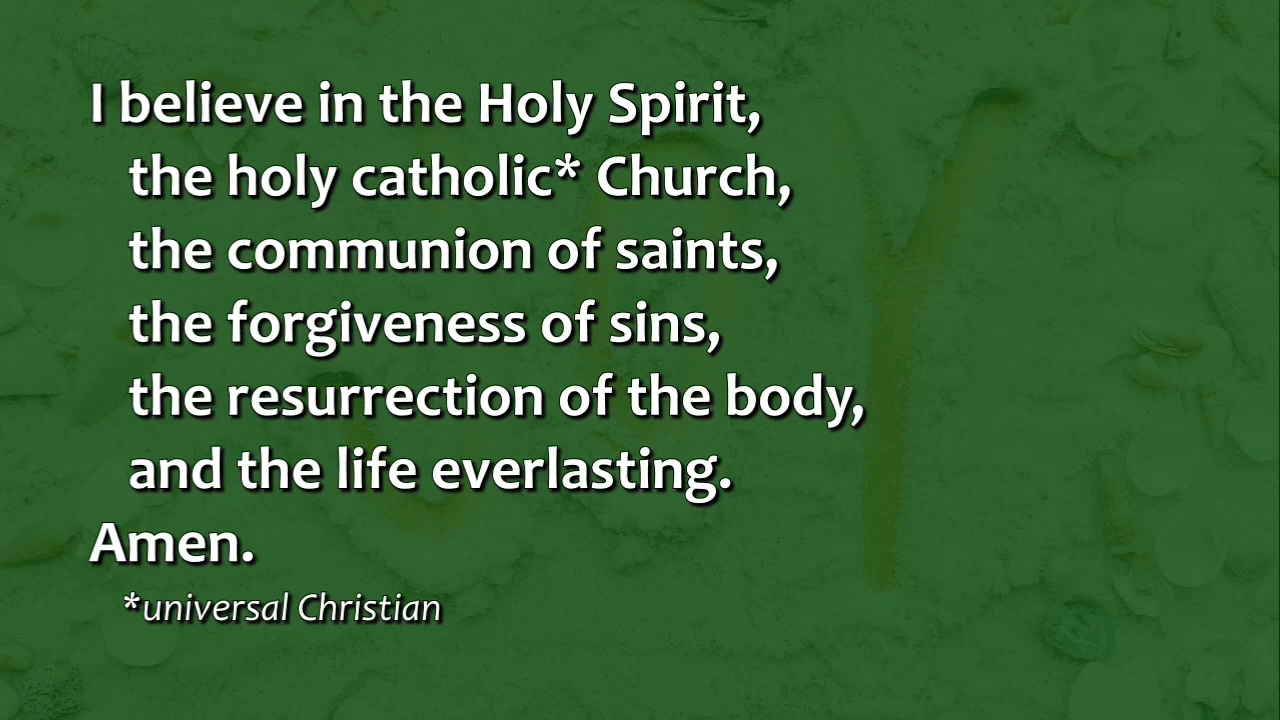 I believe in the Holy Spirit,
the holy catholic* Church,
the communion of saints,
the forgiveness of sins,
the resurrection of the body,
and the life everlasting.
Amen.
*universal Christian